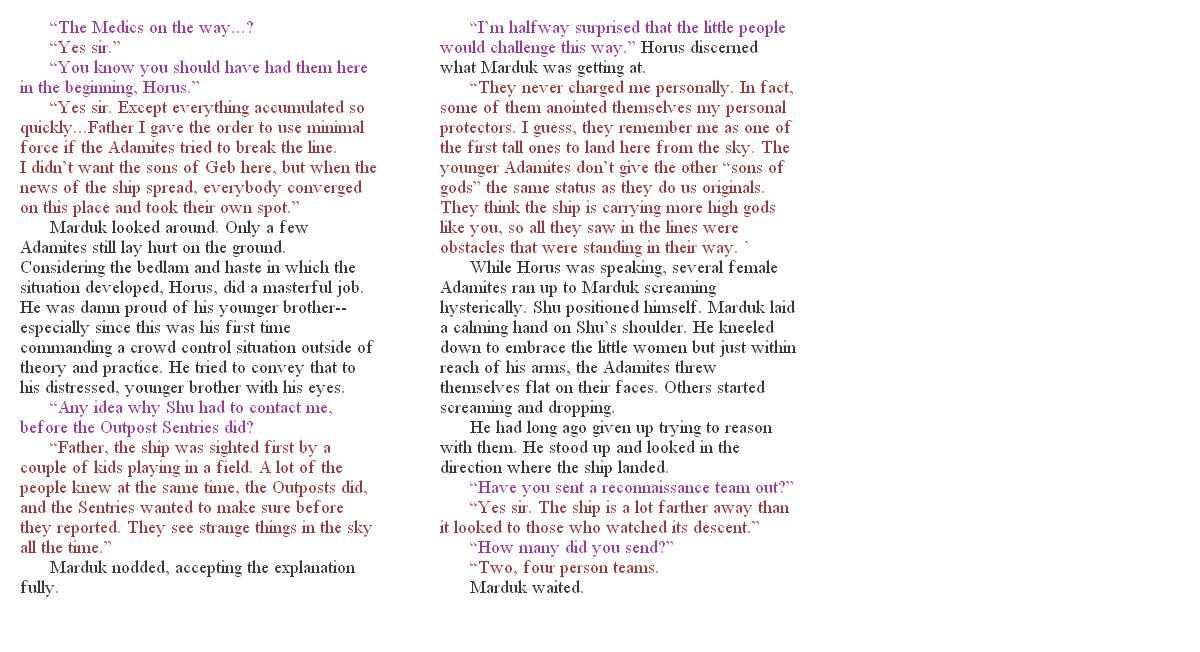 “The Medics on the way...?
“Yes sir.”
“You know you should have had them here
in the beginning, Horus.”
“Yes sir. Except everything accumulated so
quickly...Father I gave the order to use minimal
force if the Adamites tried to break the line.
I didn’t want the sons of Geb here, but when the
news of the ship spread, everybody converged
on this place and took their own spot.”
Marduk looked around. Only a few
Adamites still lay hurt on the ground.
Considering the bedlam and haste in which the
situation developed, Horus, did a masterful job.
He was damn proud of his younger brother--
especially since this was his first time
commanding a crowd control situation outside of
theory and practice. He tried to convey that to
his distressed, younger brother with his eyes.
“Any idea why Shu had to contact me,
before the Outpost Sentries did?
“Father, the ship was sighted first by a
couple of kids playing in a field. A lot of the
people knew at the same time, the Outposts did,
and the Sentries wanted to make sure before
they reported. They see strange things in the sky
all the time.”
Marduk nodded, accepting the explanation
fully.
“I’m halfway surprised that the little people
would challenge this way.” Horus discerned
what Marduk was getting at.
“They never charged me personally. In fact,
some of them anointed themselves my personal
protectors. I guess, they remember me as one of
the first tall ones to land here from the sky. The
younger Adamites don’t give the other “sons of
gods” the same status as they do us originals.
They think the ship is carrying more high gods
like you, so all they saw in the lines were
obstacles that were standing in their way. `
While Horus was speaking, several female
Adamites ran up to Marduk screaming
hysterically. Shu positioned himself. Marduk laid
a calming hand on Shu’s shoulder. He kneeled
down to embrace the little women but just within
reach of his arms, the Adamites threw
themselves flat on their faces. Others started
screaming and dropping.
He had long ago given up trying to reason
with them. He stood up and looked in the
direction where the ship landed.
“Have you sent a reconnaissance team out?”
“Yes sir. The ship is a lot farther away than
it looked to those who watched its descent.”
“How many did you send?”
“Two, four person teams.
Marduk waited.